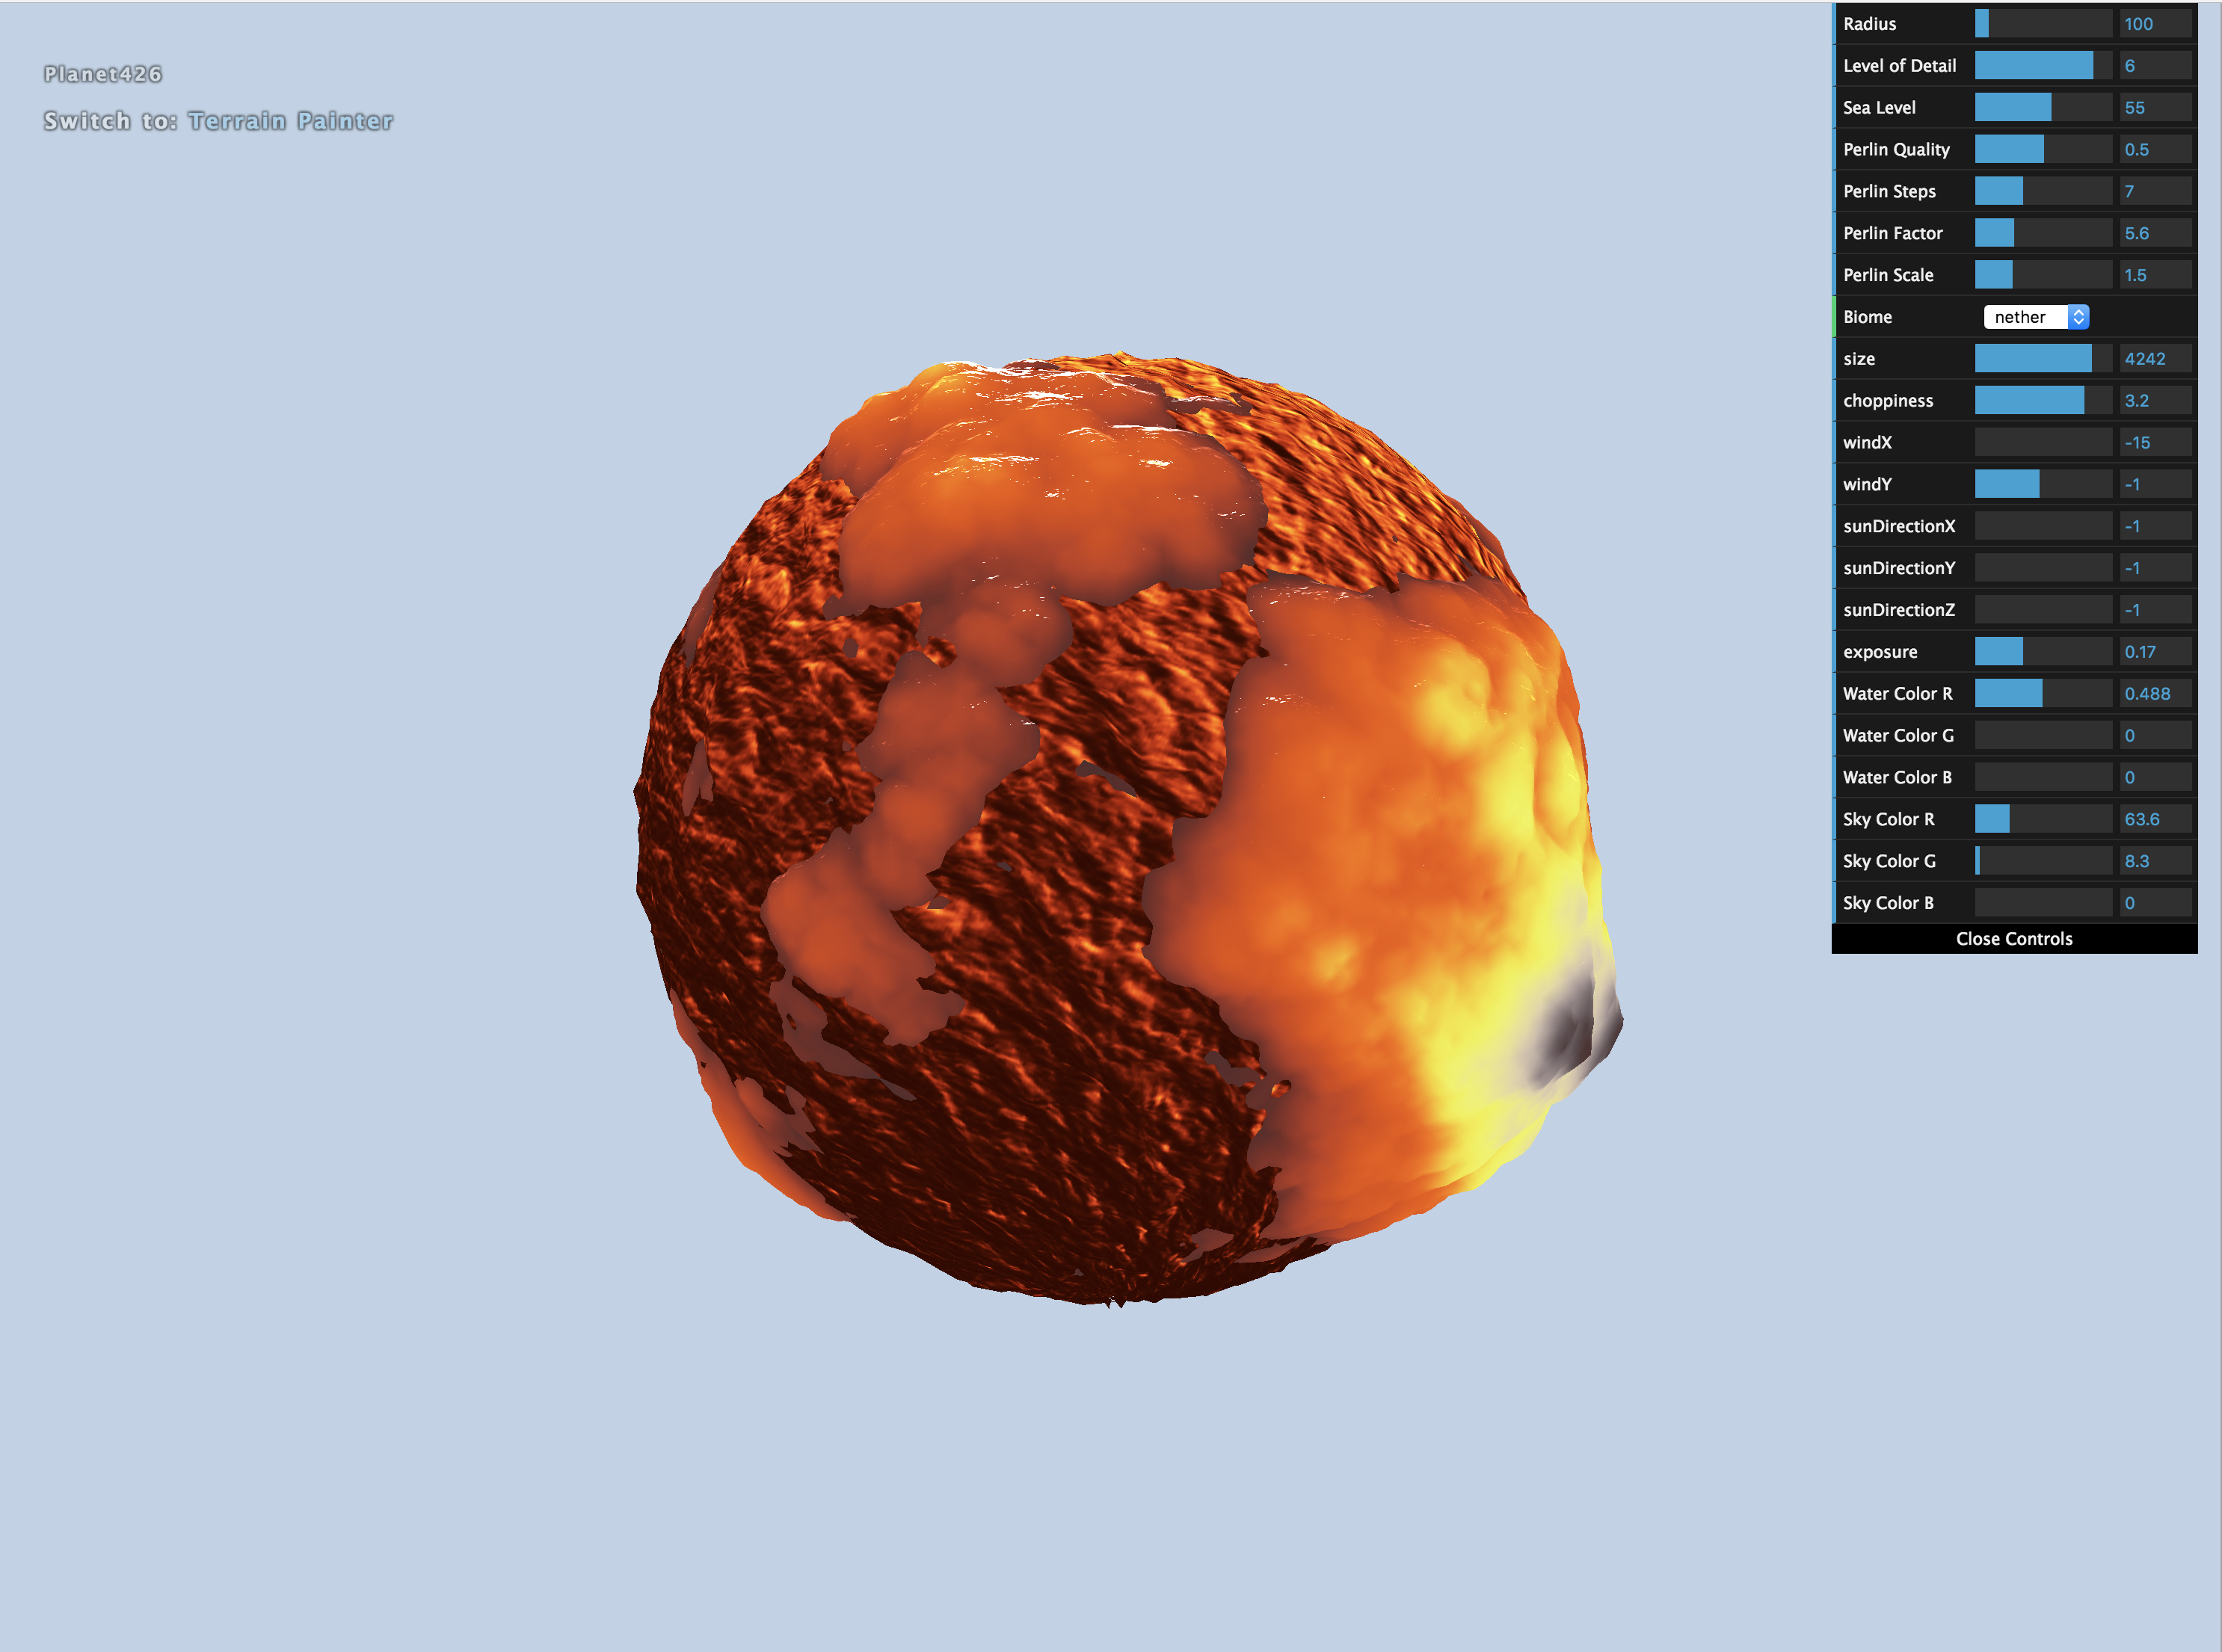 Planet426
Switch to: Terrain Painter
Radius 100
Level of Detail 6
Sea Level 55
Perlin Quality 0.5
Perlin Steps 7
Perlin Factor 5.6
Perlin Scale 1.5
Biome nether
size 4242
choppiness 3.2
windX -15
windY -1
sunDirectionX -1
sunDirectionY -1
sunDirectionZ -1
exposure 0.17
Water Color R 0.488
Water Color G 0
Water Color B 0
Sky Color R 63.6
Sky Color G 8.3
Sky Color B 0
Close Controls